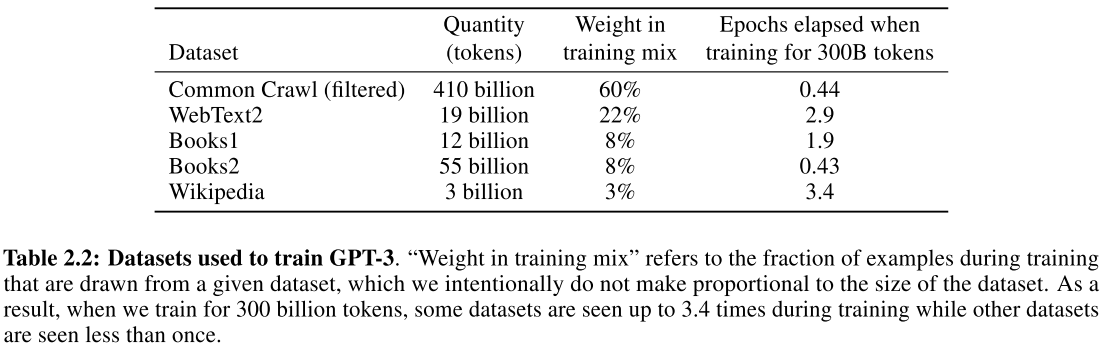 Quantity Weight in Epochs elapsed when
Dataset (tokens) training mix training for 300B tokens
Common Crawl (filtered) 410 billion 60% 0.44
WebText2 19 billion 22% 2.9
Books1 12 billion 8% 1.9
Books2 55 billion 8% 0.43
Wikipedia 3 billion 3% 3.4
Table 2.2: Datasets used to train GPT-3. “Weight in training mix” refers to the fraction of examples during training
that are drawn from a given dataset, which we intentionally do not make proportional to the size of the dataset. As a
result, when we train for 300 billion tokens, some datasets are seen up to 3.4 times during training while other datasets
are seen less than once.